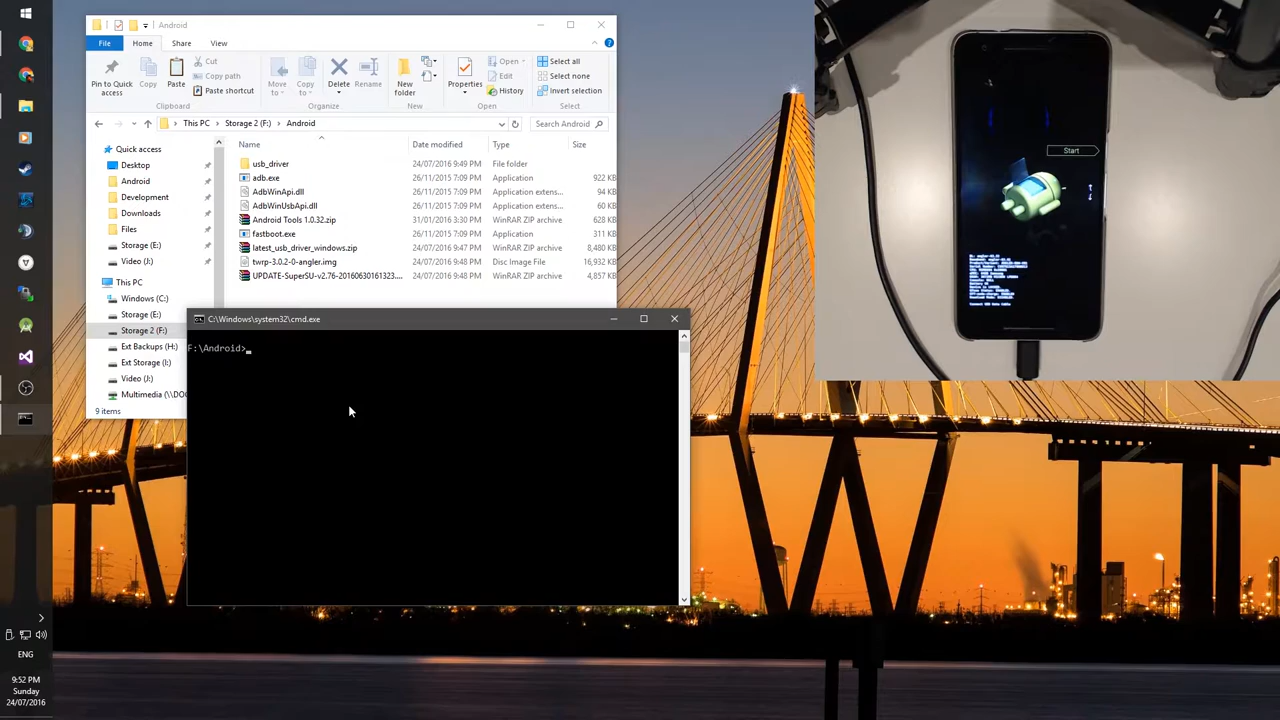 Android
File Home Share View
Pin to Quick access
Copy
Paste
Cut
Copy path
Paste shortcut
Clipboard
Move to
Copy to
Delete
Rename
Organize
New folder
New
Properties
Open
Edit
History
Open
Select all
Select none
Invert selection
Select
This PC Storage 2 (F:) Android
Search Android
Name Date modified Type Size
usb_driver 24/07/2016 9:49 PM File folder
adb.exe 26/11/2015 7:09 PM Application 922 KB
AdbWinApi.dll 26/11/2015 7:09 PM Application extens... 94 KB
AdbWinUsbApi.dll 26/11/2015 7:09 PM Application extens... 60 KB
Android Tools 1.0.32.zip 31/01/2016 3:30 PM WinRAR ZIP archive 628 KB
fastboot.exe 26/11/2015 7:09 PM Application 311 KB
latest_usb_driver_windows.zip 24/07/2016 9:47 PM WinRAR ZIP archive 8,480 KB
twrp-3.0.2-0-angler.img 24/07/2016 9:48 PM Disc Image File 16,932 KB
UPDATE-SuperSU-v2.76-20160630161323.... 24/07/2016 9:48 PM WinRAR ZIP archive 4,857 KB
Quick access
Desktop
Android
Development
Downloads
Files
Storage (E:)
Video (J:)
This PC
Windows (C:)
Storage (E:)
Storage 2 (F:)
Ext Backups (H:)
Ext Storage (I:)
Video (J:)
Multimedia (\\DO
9 items
C:\Windows\system32\cmd.exe
F:\Android>_
Start
ENG
9:52 PM
Sunday
24/07/2016